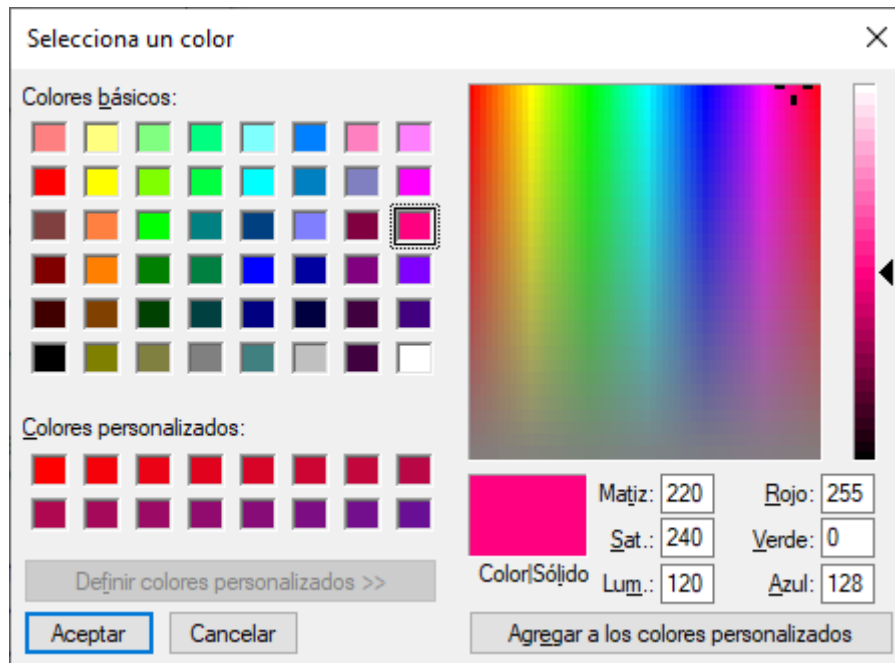 Selecciona un color
Colores básicos:
Colores personalizados:
Definir colores personalizados >>
Aceptar
Cancelar
Color|Sólido
Matiz: 220
Sat.: 240
Lum.: 120
Rojo: 255
Verde: 0
Azul: 128
Agregar a los colores personalizados